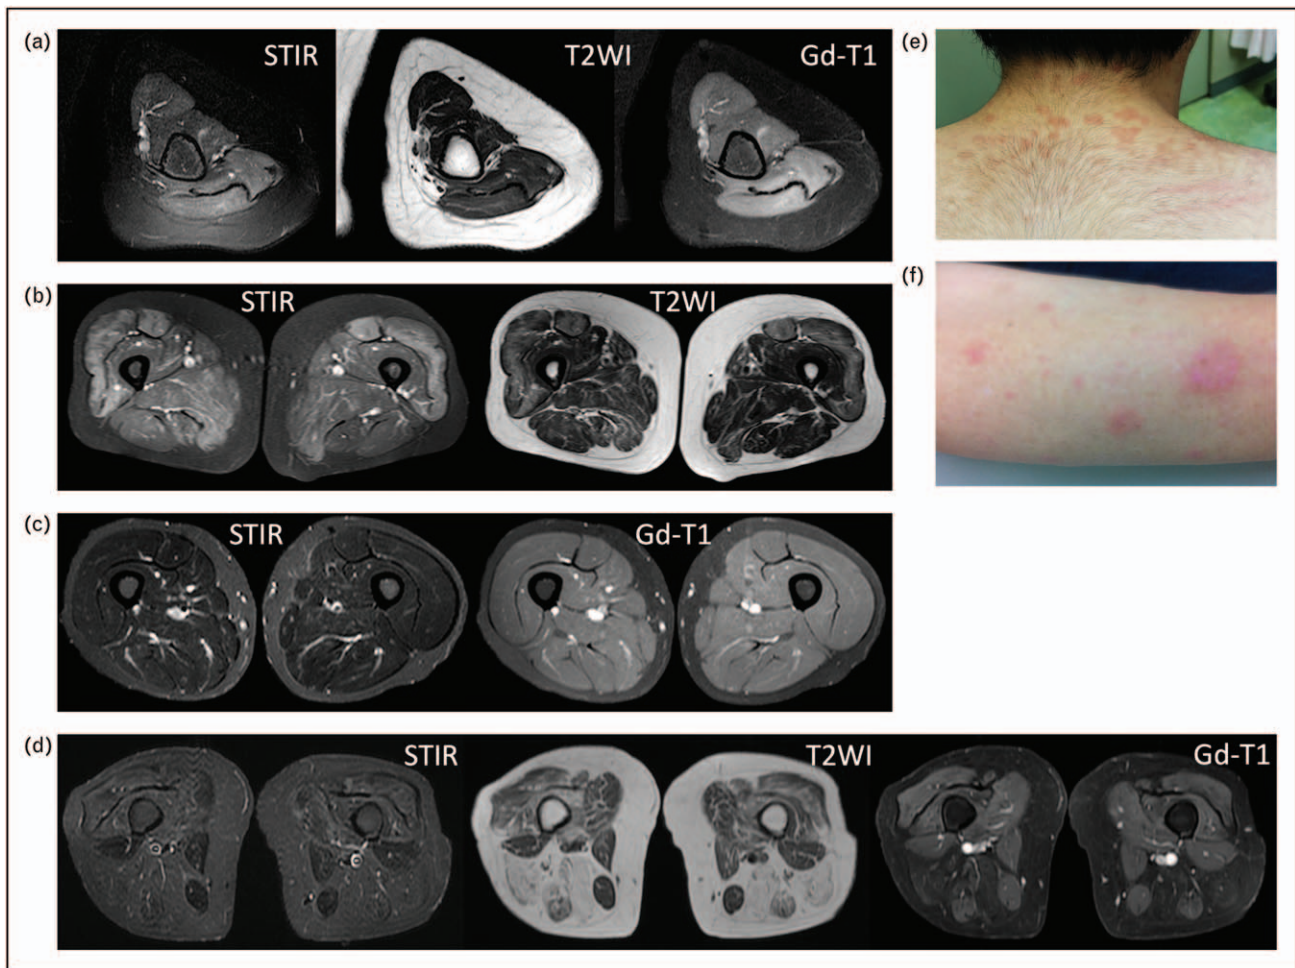 (a)
STIR
T2WI
Gd-T1
(e)
(b)
STIR
T2WI
(f)
(c)
STIR
Gd-T1
(d)
STIR
T2WI
Gd-T1